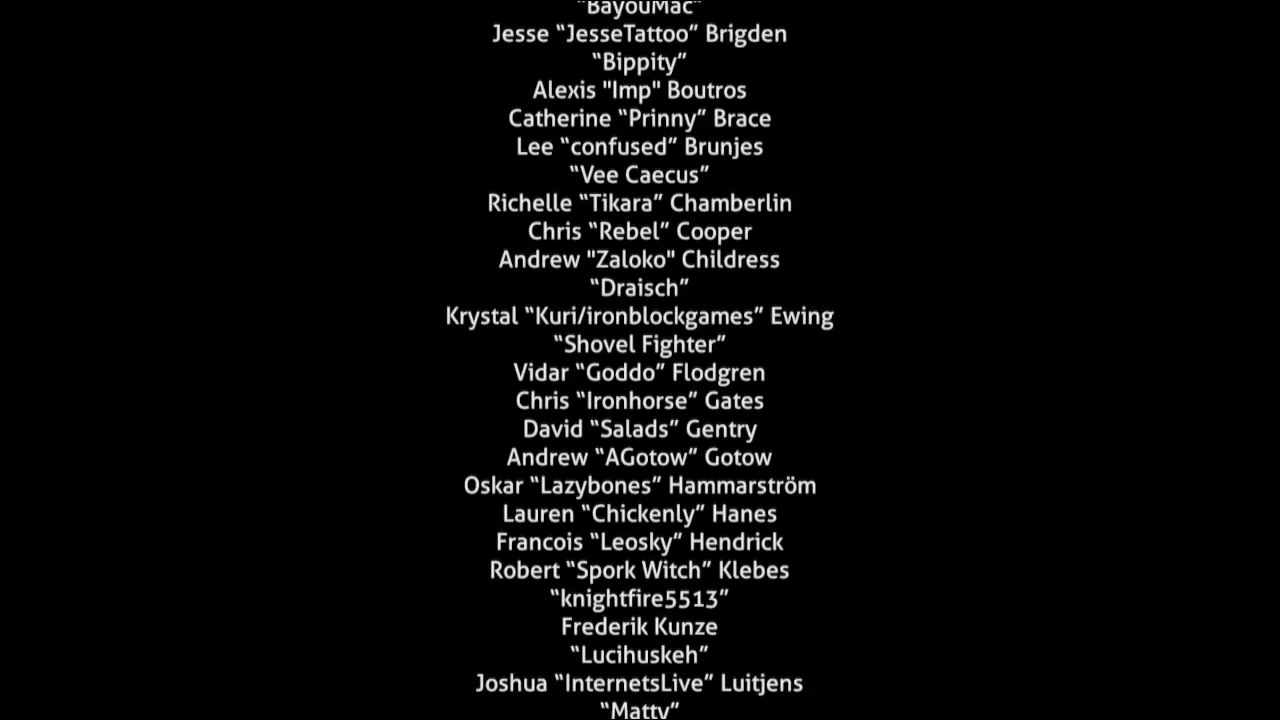 “BayouMac”
Jesse “JesseTattoo” Brigden
“Bippity”
Alexis "Imp" Boutros
Catherine “Prinny” Brace
Lee “confused” Brunjes
“Vee Caecus”
Richelle “Tikara” Chamberlin
Chris “Rebel” Cooper
Andrew "Zaloko" Childress
“Draisch”
Krystal “Kuri/ironblockgames” Ewing
“Shovel Fighter”
Vidar “Goddo” Flodgren
Chris “Ironhorse” Gates
David “Salads” Gentry
Andrew “AGotow” Gotow
Oskar “Lazybones” Hammarström
Lauren “Chickenly” Hanes
Francois “Leosky” Hendrick
Robert “Spork Witch” Klebes
“knightfire5513”
Frederik Kunze
“Lucihuskeh”
Joshua “InternetsLive” Luitjens
“Matty”